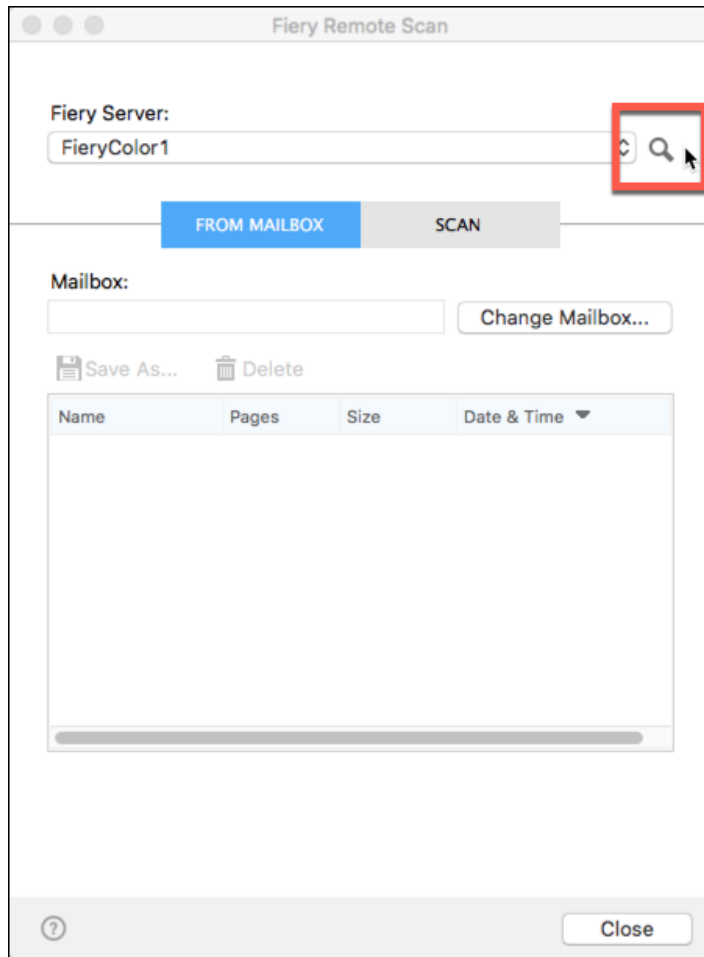 Fiery Remote Scan
Fiery Server:
FieryColor1
FROM MAILBOX SCAN
Mailbox:
Change Mailbox...
Save As... Delete
Name Pages Size Date & Time
?
Close